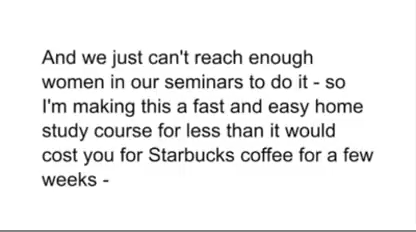 And we just can't reach enough
women in our seminars to do it - so
I'm making this a fast and easy home
study course for less than it would
cost you for Starbucks coffee for a few
weeks -